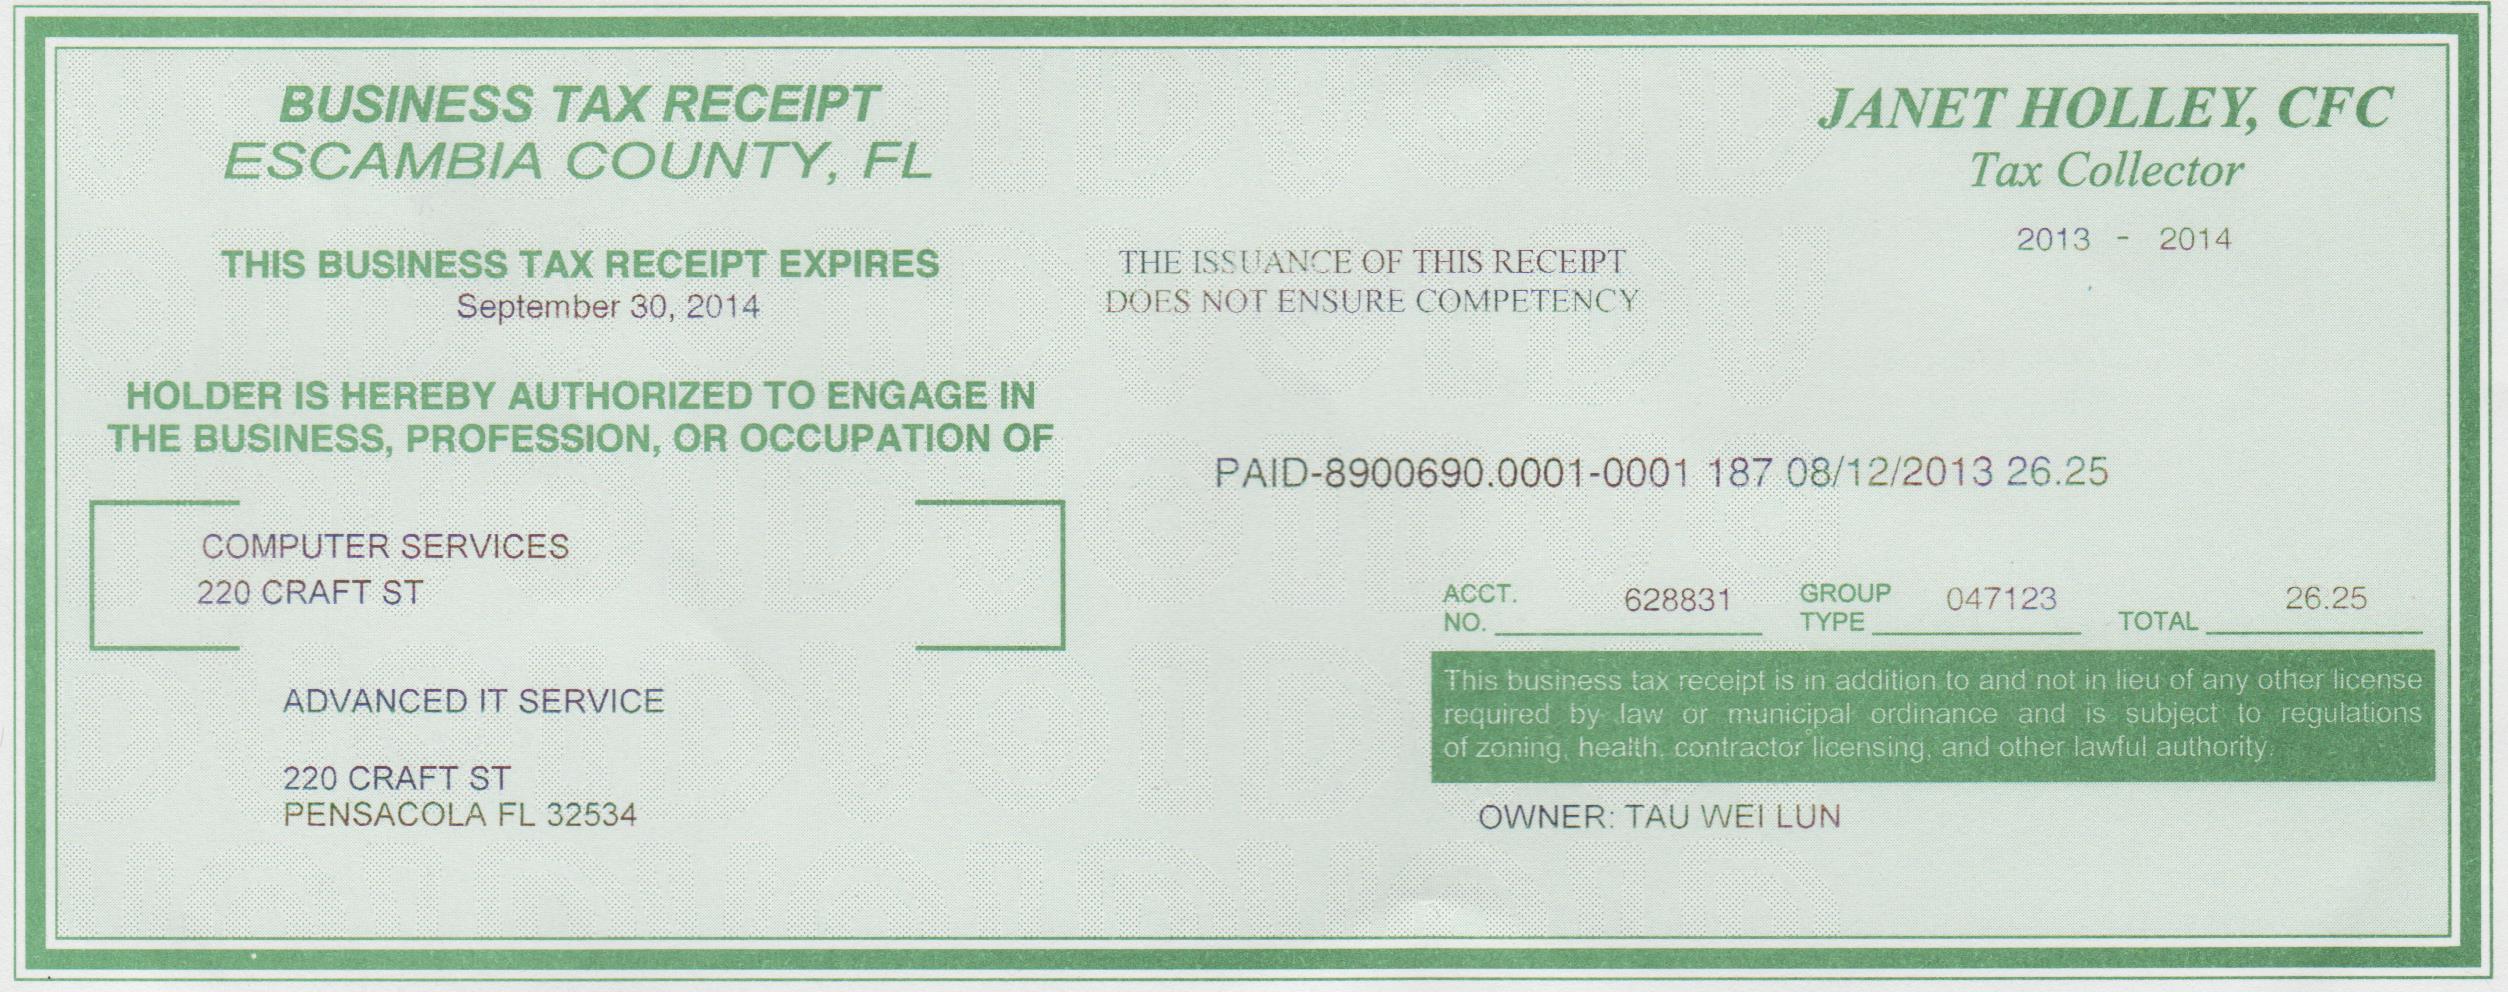 BUSINESS TAX RECEIPT
ESCAMBIA COUNTY, FL
JANET HOLLEY, CFC
Tax Collector
2013 - 2014
THIS BUSINESS TAX RECEIPT EXPIRES
September 30, 2014
THE ISSUANCE OF THIS RECEIPT
DOES NOT ENSURE COMPETENCY
HOLDER IS HEREBY AUTHORIZED TO ENGAGE IN
THE BUSINESS, PROFESSION, OR OCCUPATION OF
PAID-8900690.0001-0001 187 08/12/2013 26.25
COMPUTER SERVICES
220 CRAFT ST
ACCT. NO. 628831 GROUP TYPE 047123 TOTAL 26.25
This business tax receipt is in addition to and not in lieu of any other license
required by law or municipal ordinance and is subject to regulations
of zoning, health, contractor licensing, and other lawful authority.
ADVANCED IT SERVICE
220 CRAFT ST
PENSACOLA FL 32534
OWNER: TAU WEI LUN